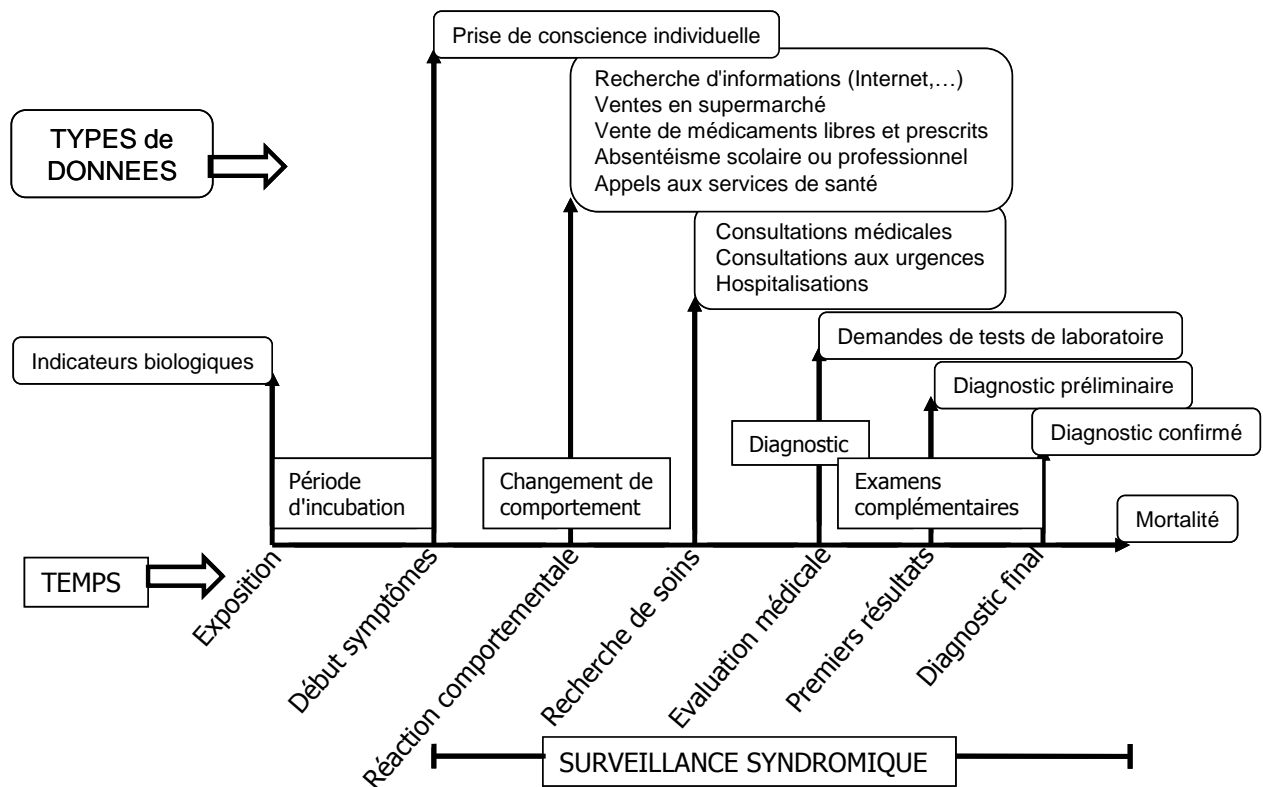 Prise de conscience individuelle
Recherche d'informations (Internet,…)
Ventes en supermarché
Vente de médicaments libres et prescrits
Absentéisme scolaire ou professionnel
Appels aux services de santé
TYPES de
DONNEES
Consultations médicales
Consultations aux urgences
Hospitalisations
Demandes de tests de laboratoire
Indicateurs biologiques
Diagnostic préliminaire
Diagnostic confirmé
Diagnostic
Période
d'incubation
Changement de
comportement
Examens
complémentaires
Mortalité
TEMPS
Exposition
Début symptômes
Réaction comportementale
Recherche de soins
Evaluation médicale
Premiers résultats
Diagnostic final
SURVEILLANCE SYNDROMIQUE